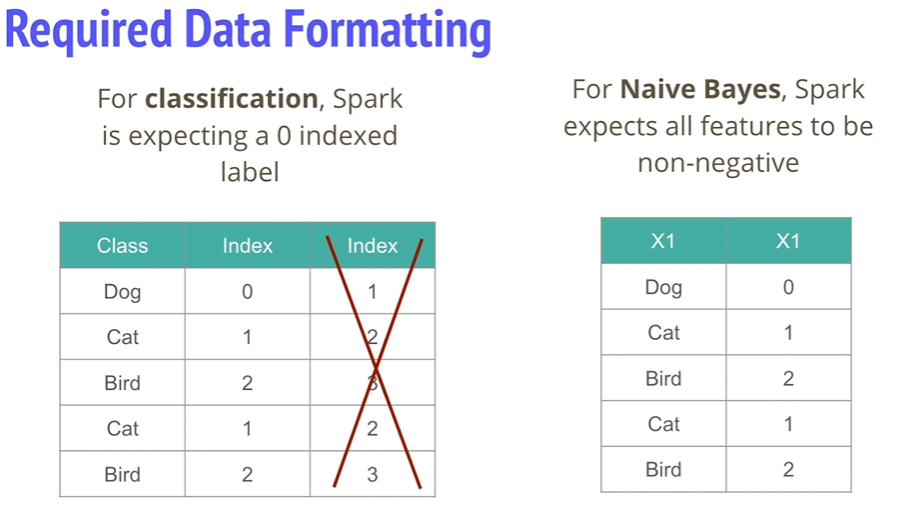 Required Data Formatting
For classification, Spark
is expecting a 0 indexed
label
Class Index Index
Dog 0 1
Cat 1 2
Bird 2 3
Cat 1 2
Bird 2 3
For Naive Bayes, Spark
expects all features to be
non-negative
X1 X1
Dog 0
Cat 1
Bird 2
Cat 1
Bird 2